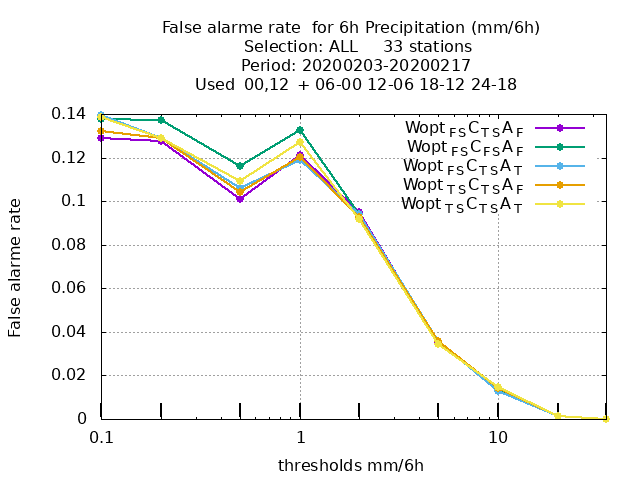 False alarme rate  for 6h Precipitation (mm/6h)
Selection: ALL     33 stations
Period: 20200203-20200217
Used  00,12  + 06-00 12-06 18-12 24-18
0.14
0.12
0.1
0.08
0.06
0.04
0.02
0
False alarme rate
Wopt FS C TS A F
Wopt FS C FS A F
Wopt FS C TS A T
Wopt TS C TS A F
Wopt TS C TS A T
0.1 1 10
thresholds mm/6h